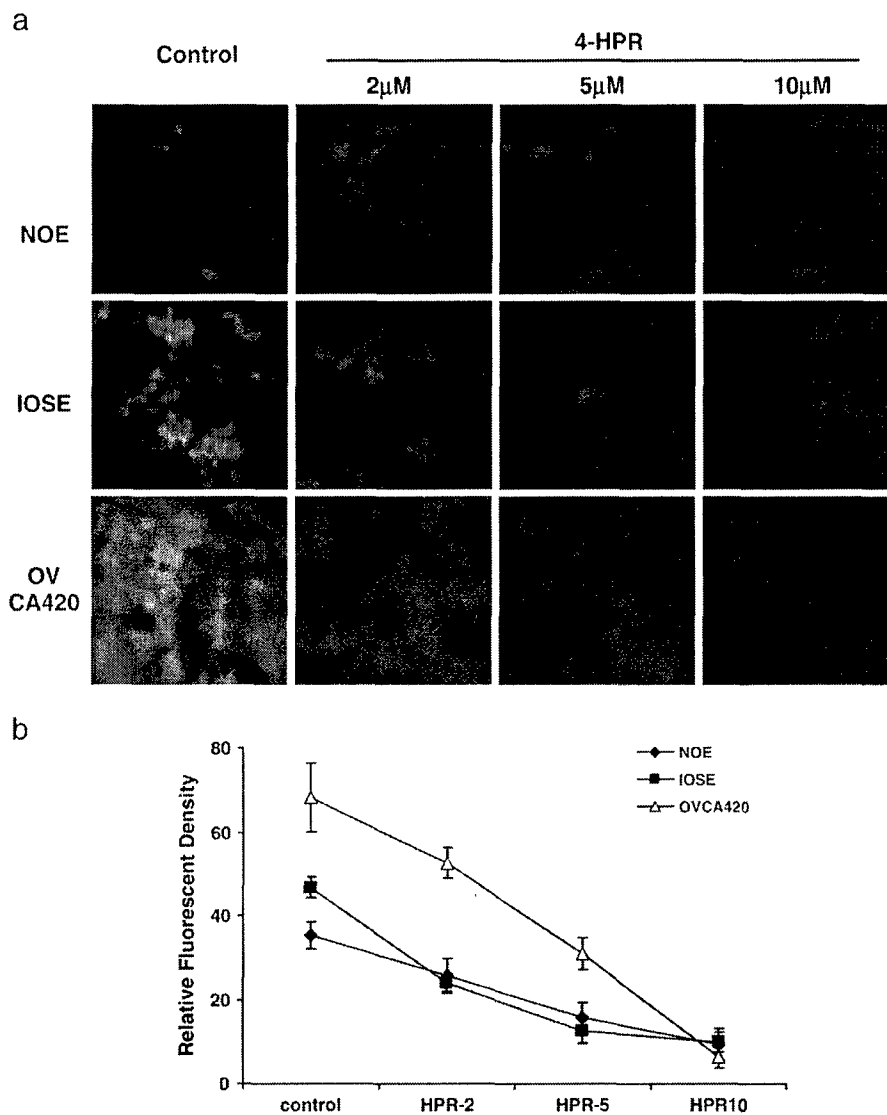 a
Control
4-HPR
2µM
5µM
10µM
NOE
IOSE
OV
CA420
b
Relative Fluorescent Density
80
60
40
20
0
control
HPR-2
HPR-5
HPR10
NOE
IOSE
OVCA420